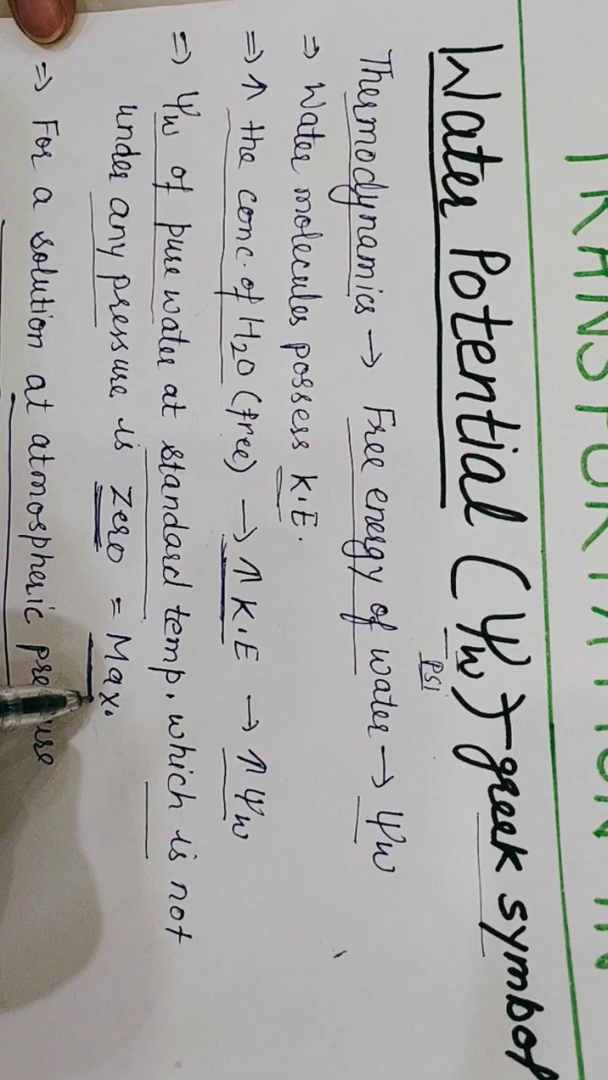 TRANSPORTATION IN
Water Potential (Ψw) → greek symbol
PSI
Thermodynamics → Free energy of water → Ψw
⇒ Water molecules possess K.E.
⇒ ↑ the conc. of H2O (free) → ↑ K.E → ↑ Ψw
⇒ Ψw of pure water at standard temp. which is not
under any pressure is zero = Max.
⇒ For a solution at atmospheric